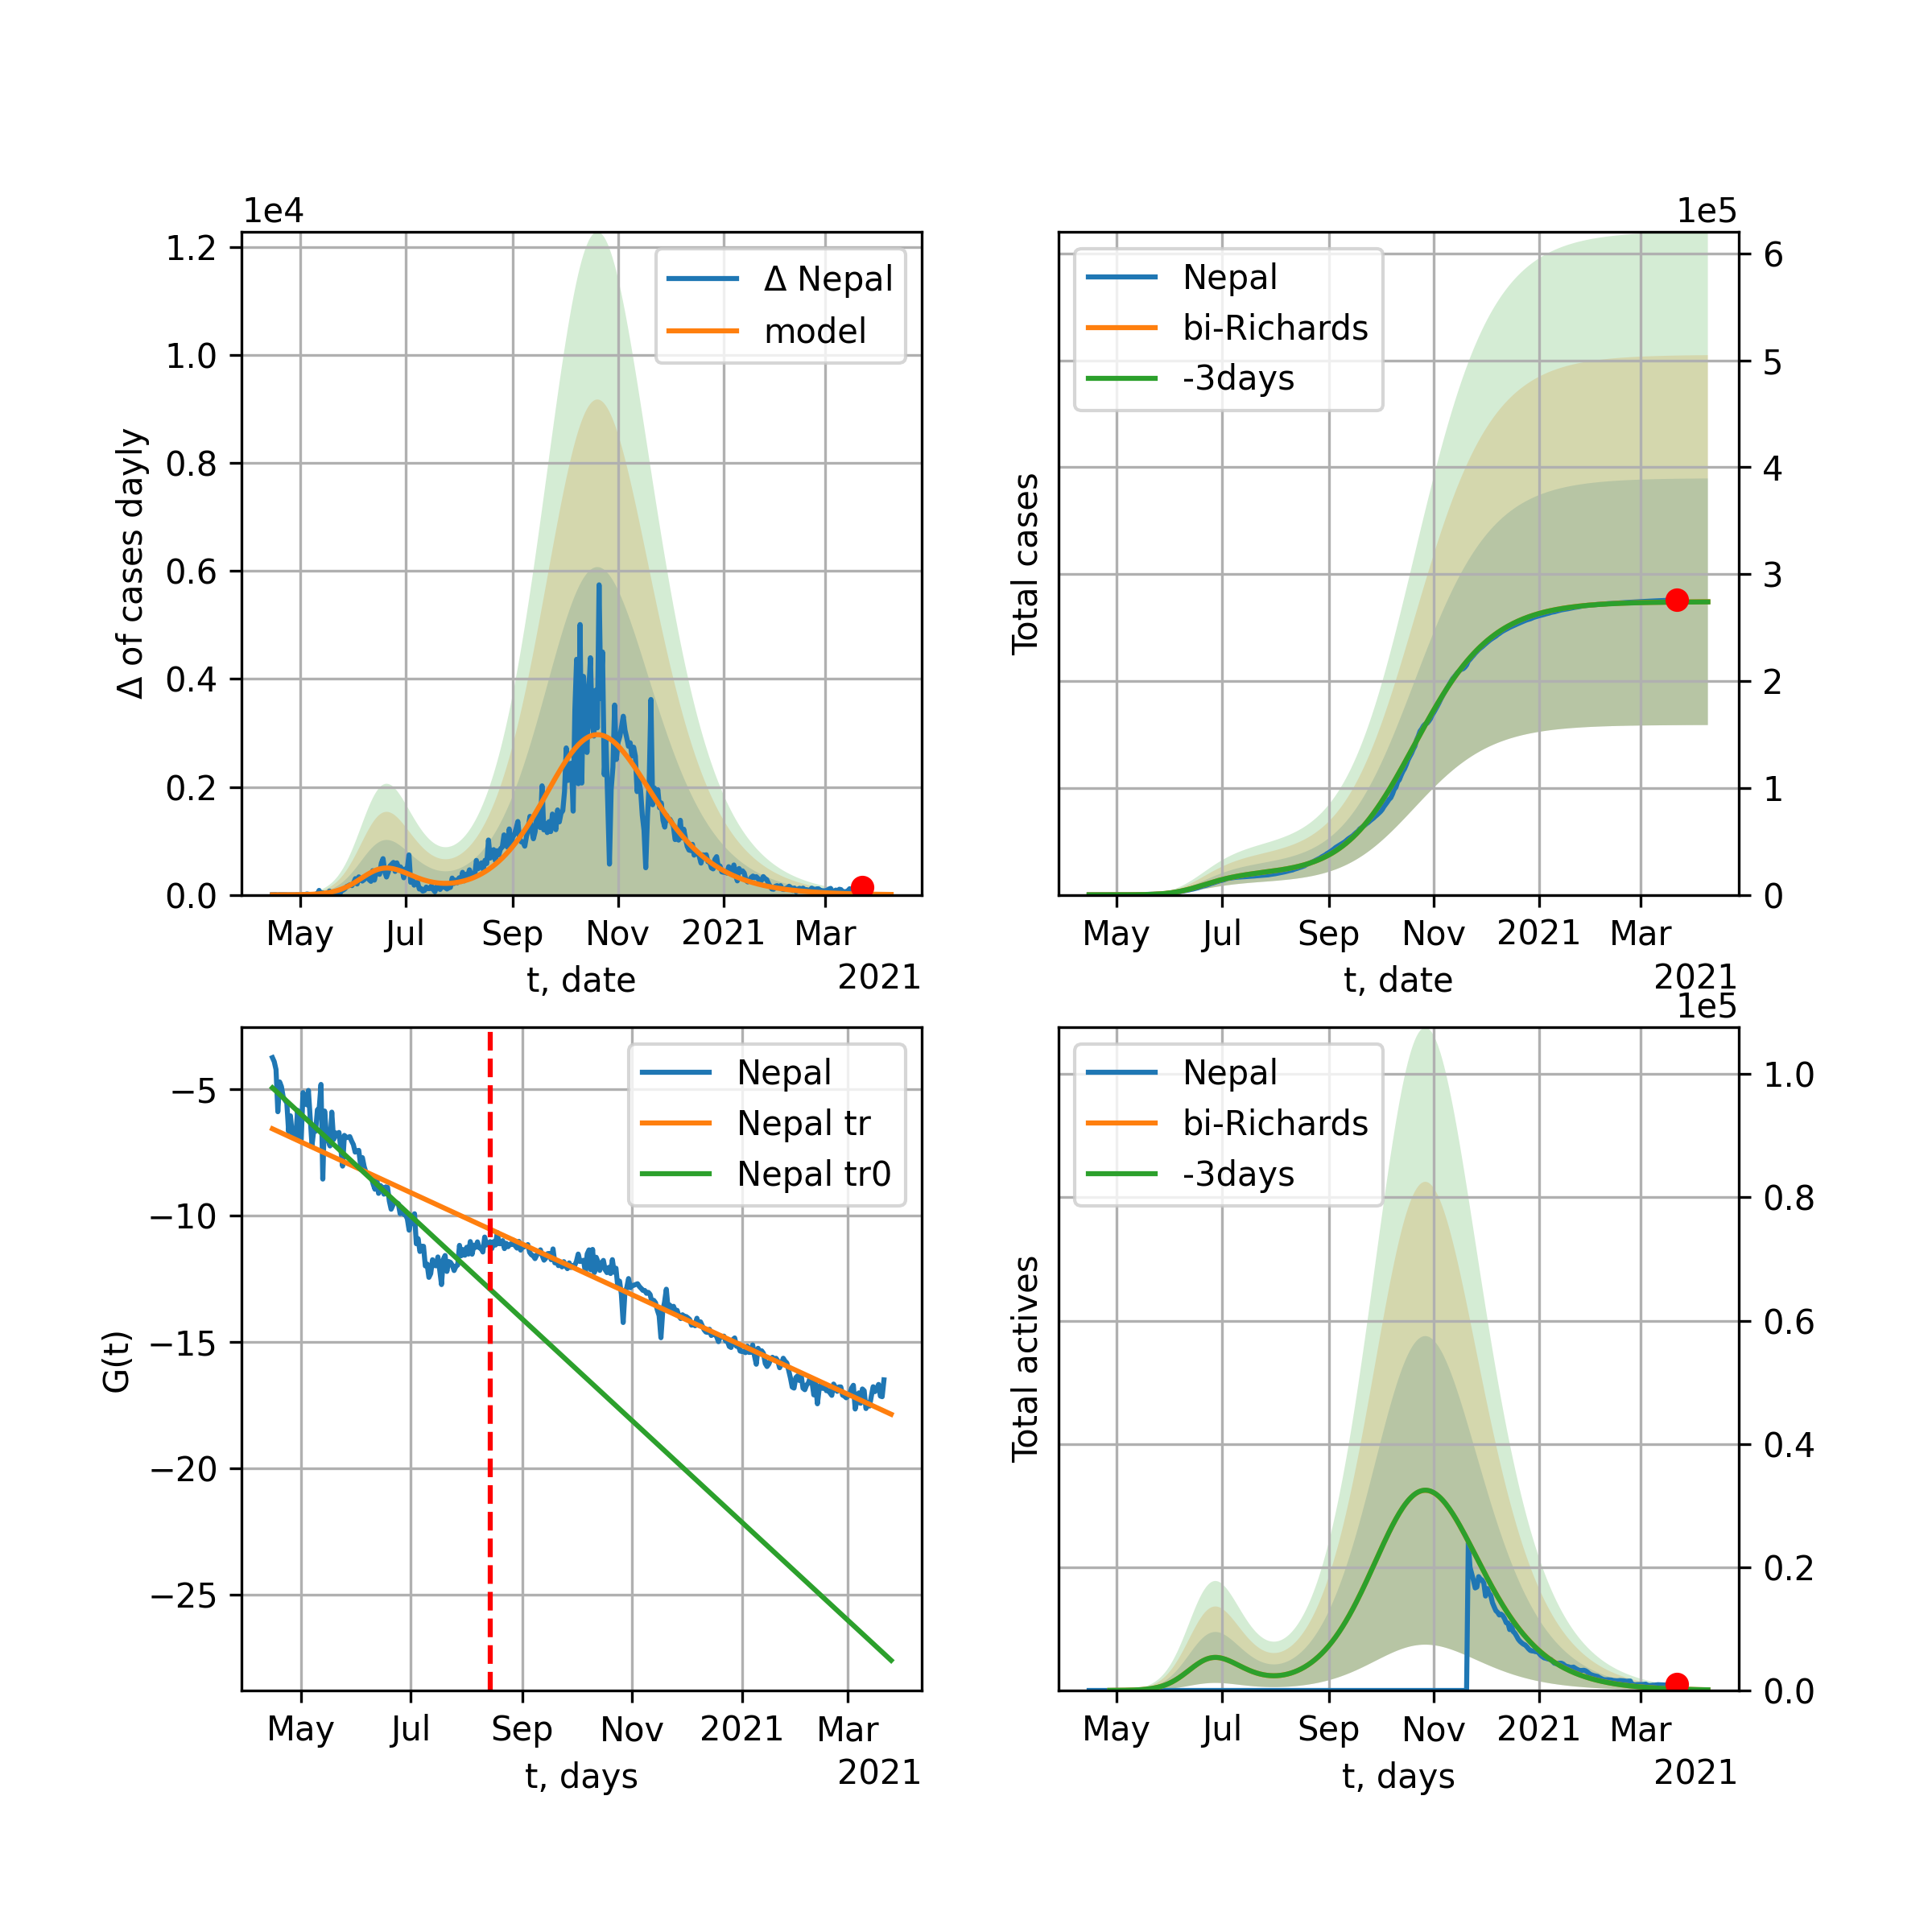 1e4
1.2
1.0
0.8
0.6
0.4
0.2
0.0
Δ of cases dayly
Δ Nepal
model
May Jul Sep Nov 2021 Mar
t, date
2021
1e5
6
5
4
3
2
1
0
Total cases
Nepal
bi-Richards
-3days
May Jul Sep Nov 2021 Mar
t, date
2021
−5
−10
−15
−20
−25
G(t)
Nepal
Nepal tr
Nepal tr0
May Jul Sep Nov 2021 Mar
t, days
2021
1e5
1.0
0.8
0.6
0.4
0.2
0.0
Total actives
Nepal
bi-Richards
-3days
May Jul Sep Nov 2021 Mar
t, days
2021